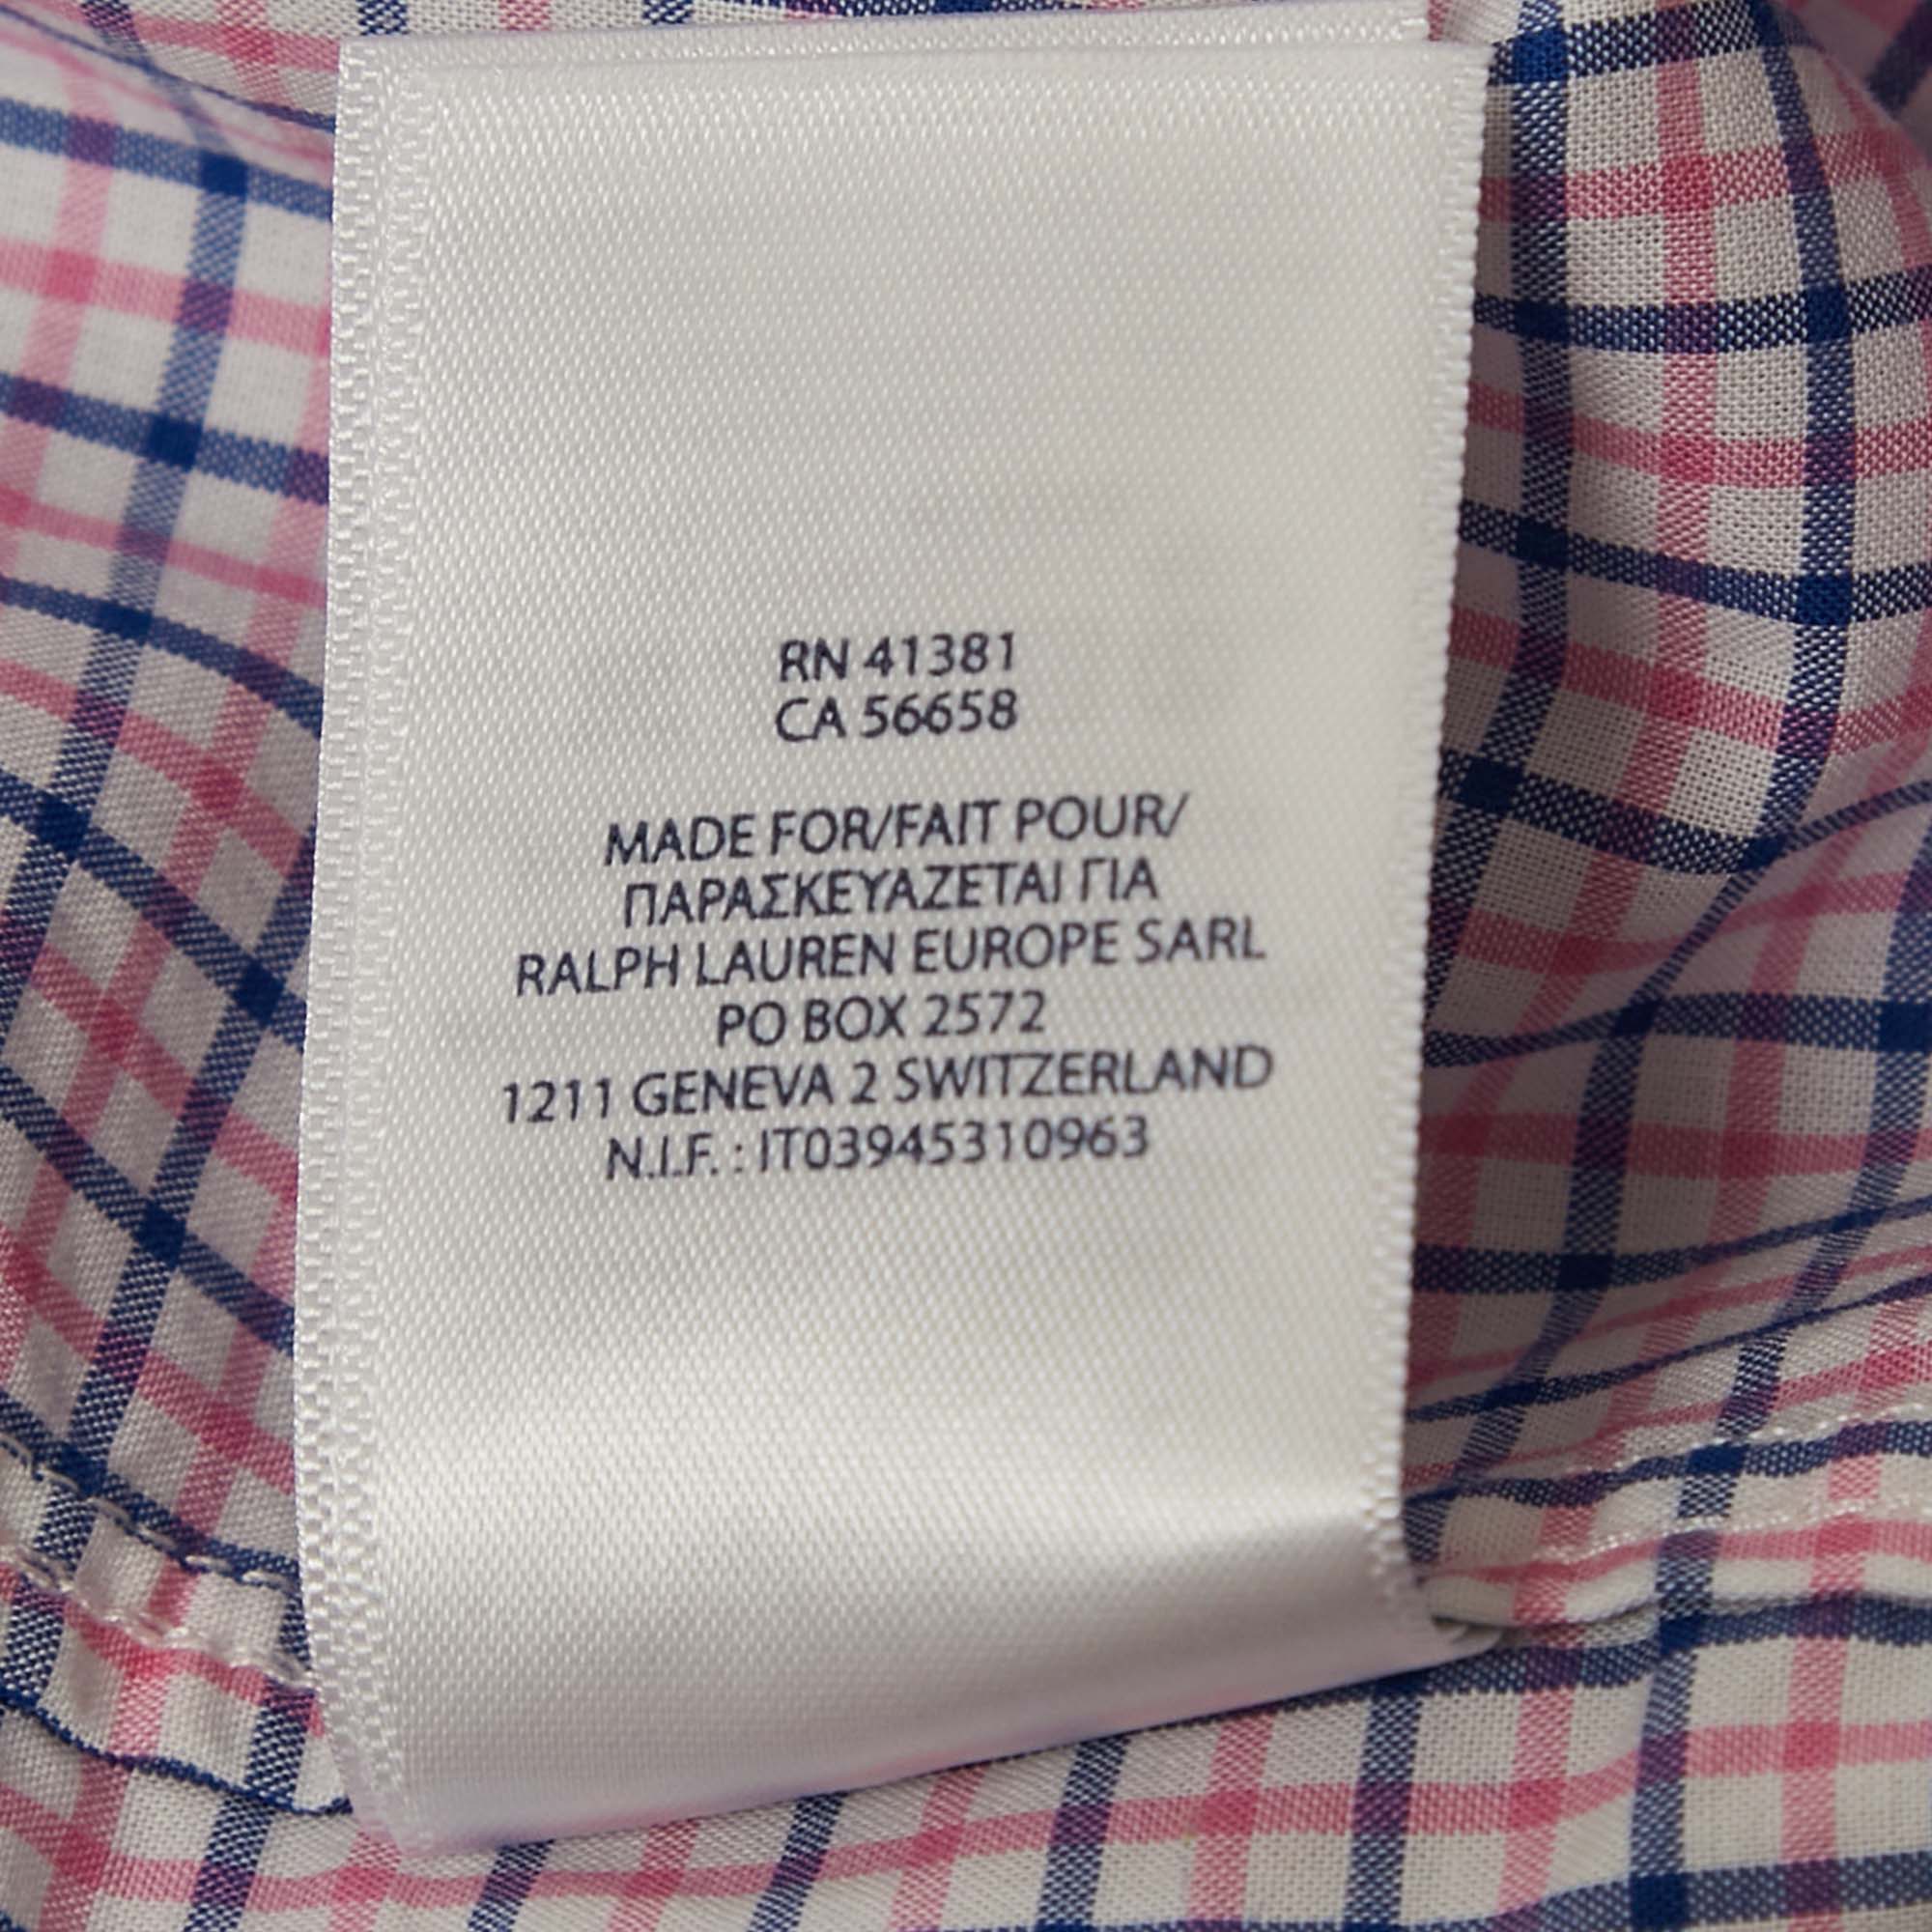 RN 41381
CA 56658
MADE FOR/FAIT POUR/
ΠΑΡΑΣΚΕΥΑΖΕΤΑΙ ΓΙΑ
RALPH LAUREN EUROPE SARL
PO BOX 2572
1211 GENEVA 2 SWITZERLAND
N.I.F. : IT03945310963